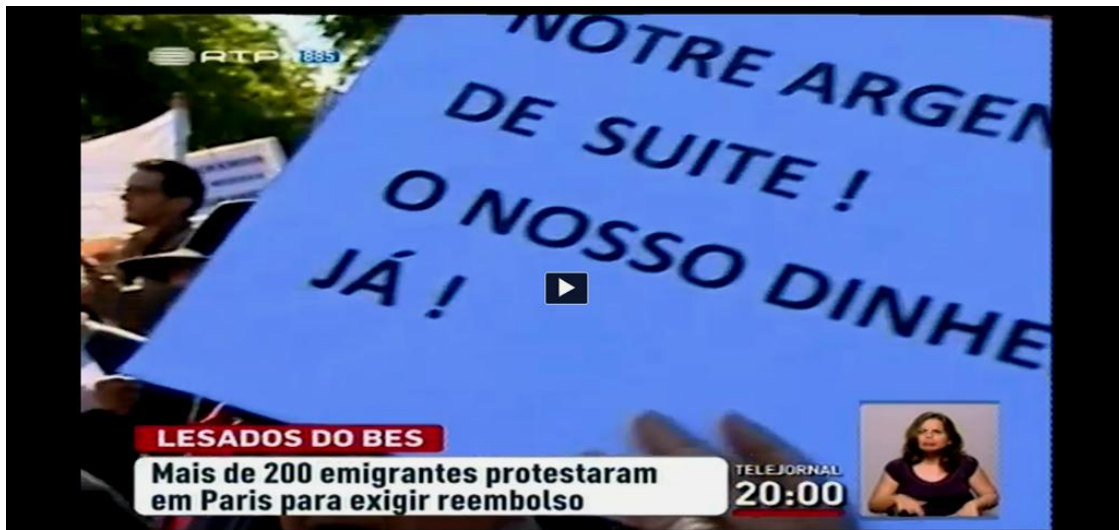 RTP 885
NOTRE ARGEN
DE SUITE !
O NOSSO DINHE
JÁ !
LESADOS DO BES
Mais de 200 emigrantes protestaram
em Paris para exigir reembolso
TELEJORNAL
20:00